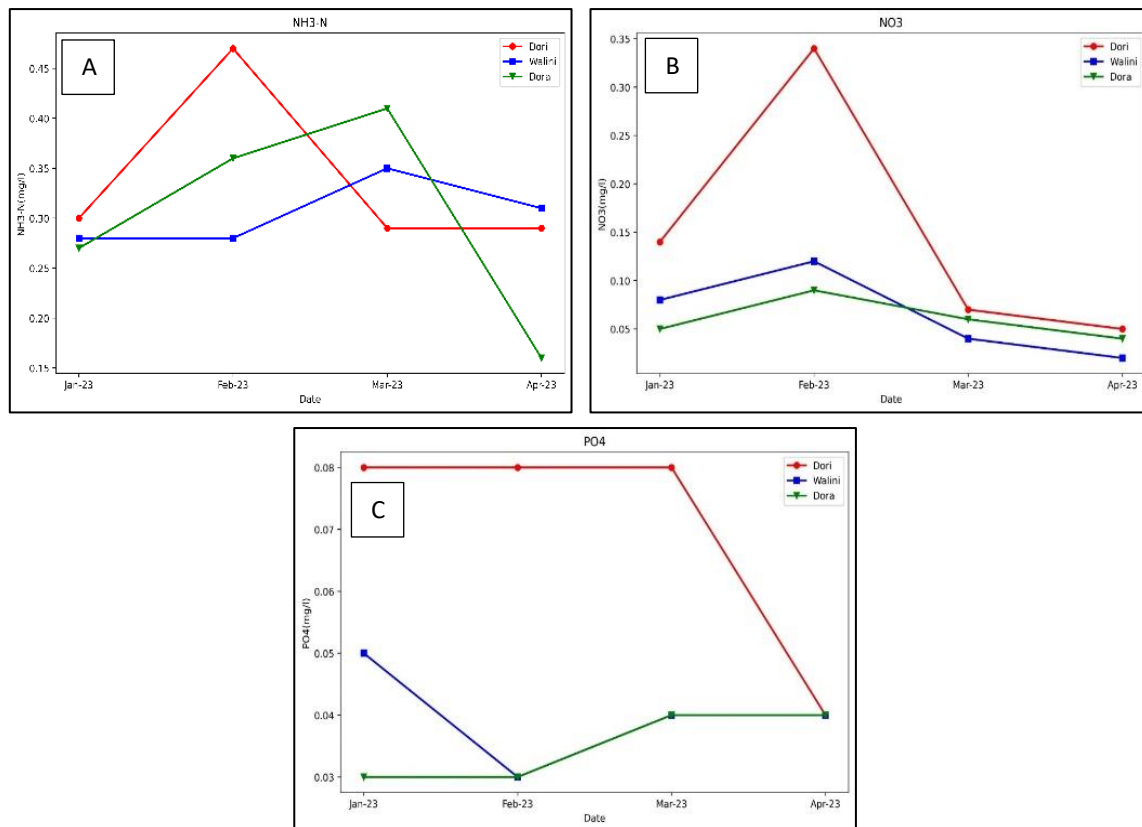 NH3-N
A
Dori
Walini
Dora
0.45
0.40
0.35
0.30
0.25
0.20
0.15
NH3-N(mg/l)
Jan-23 Feb-23 Mar-23 Apr-23
Date
NO3
B
Dori
Walini
Dora
0.35
0.30
0.25
0.20
0.15
0.10
0.05
NO3(mg/l)
Jan-23 Feb-23 Mar-23 Apr-23
Date
PO4
C
Dori
Walini
Dora
0.08
0.07
0.06
0.05
0.04
0.03
PO4(mg/l)
Jan-23 Feb-23 Mar-23 Apr-23
Date